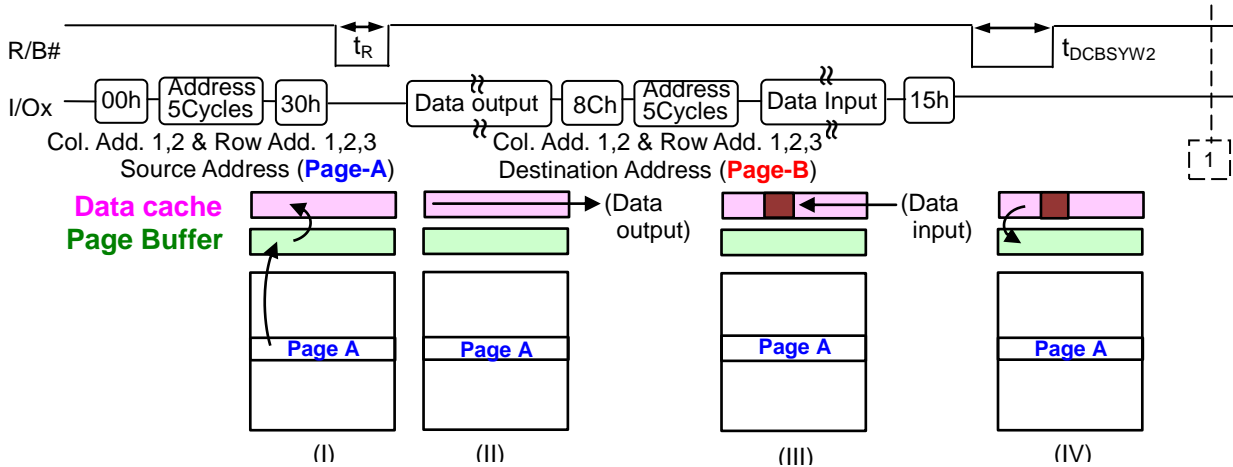 R/B#
tR
tDCBSYW2
I/Ox
00h
Address
5Cycles
30h
Data output
8Ch
Address
5Cycles
Data Input
15h
Col. Add. 1,2 & Row Add. 1,2,3
Source Address (Page-A)
Col. Add. 1,2 & Row Add. 1,2,3
Destination Address (Page-B)
1
Data cache
Page Buffer
(Data
output)
(Data
input)
Page A
Page A
Page A
Page A
(I)
(II)
(III)
(IV)